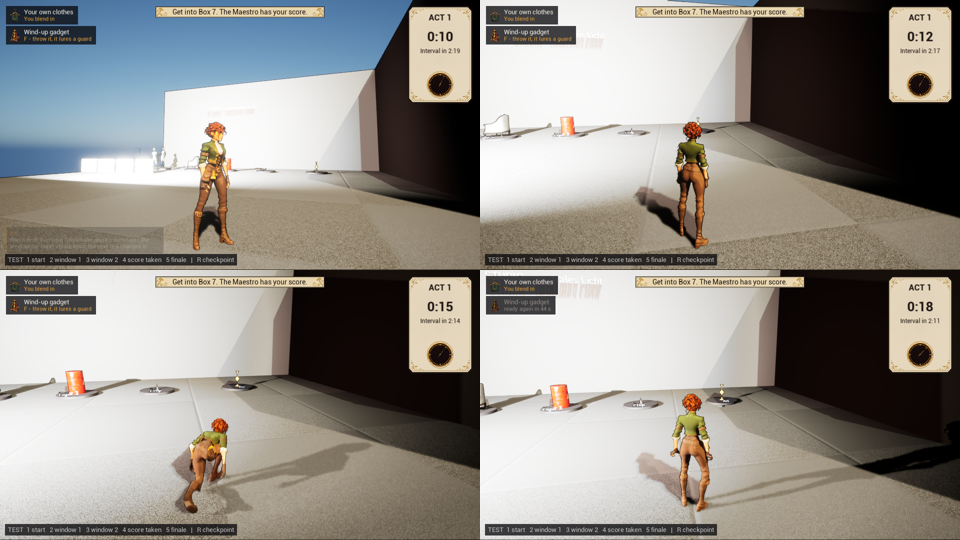 Your own clothes
You blend in
Wind-up gadget
F - throw it, it lures a guard
Get into Box 7. The Maestro has your score.
ACT 1
0:10
Interval in 2:19
TEST 1 start 2 window 1 3 window 2 4 score taken 5 finale | R checkpoint
Your own clothes
You blend in
Wind-up gadget
F - throw it, it lures a guard
Get into Box 7. The Maestro has your score.
ACT 1
0:12
Interval in 2:17
TEST 1 start 2 window 1 3 window 2 4 score taken 5 finale | R checkpoint
Your own clothes
You blend in
Wind-up gadget
F - throw it, it lures a guard
Get into Box 7. The Maestro has your score.
ACT 1
0:15
Interval in 2:14
TEST 1 start 2 window 1 3 window 2 4 score taken 5 finale | R checkpoint
Your own clothes
You blend in
Wind-up gadget
ready again in 44 s
Get into Box 7. The Maestro has your score.
ACT 1
0:18
Interval in 2:11
TEST 1 start 2 window 1 3 window 2 4 score taken 5 finale | R checkpoint